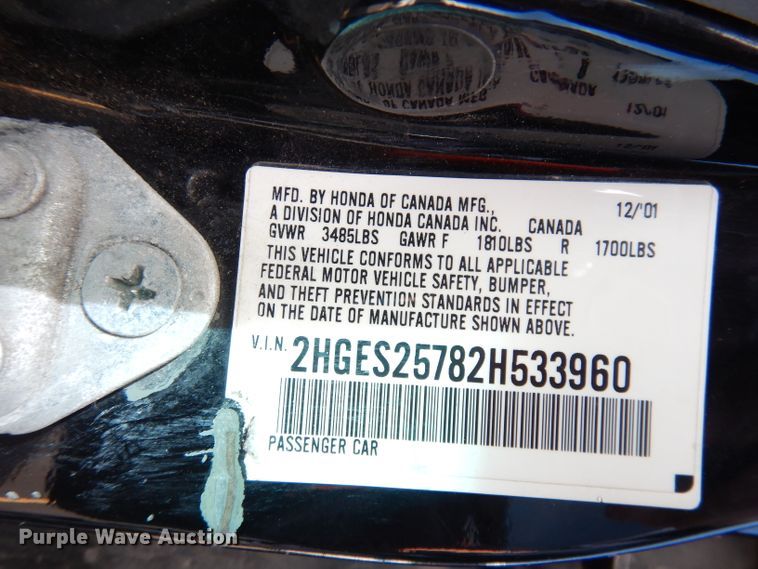 MFD. BY HONDA OF CANADA MFG.,
A DIVISION OF HONDA CANADA INC. CANADA 12/'01
GVWR 3485LBS GAWR F 1810LBS R 1700LBS
THIS VEHICLE CONFORMS TO ALL APPLICABLE
FEDERAL MOTOR VEHICLE SAFETY, BUMPER,
AND THEFT PREVENTION STANDARDS IN EFFECT
ON THE DATE OF MANUFACTURE SHOWN ABOVE.
V.I.N. 2HGES25782H533960
PASSENGER CAR
Purple Wave Auction